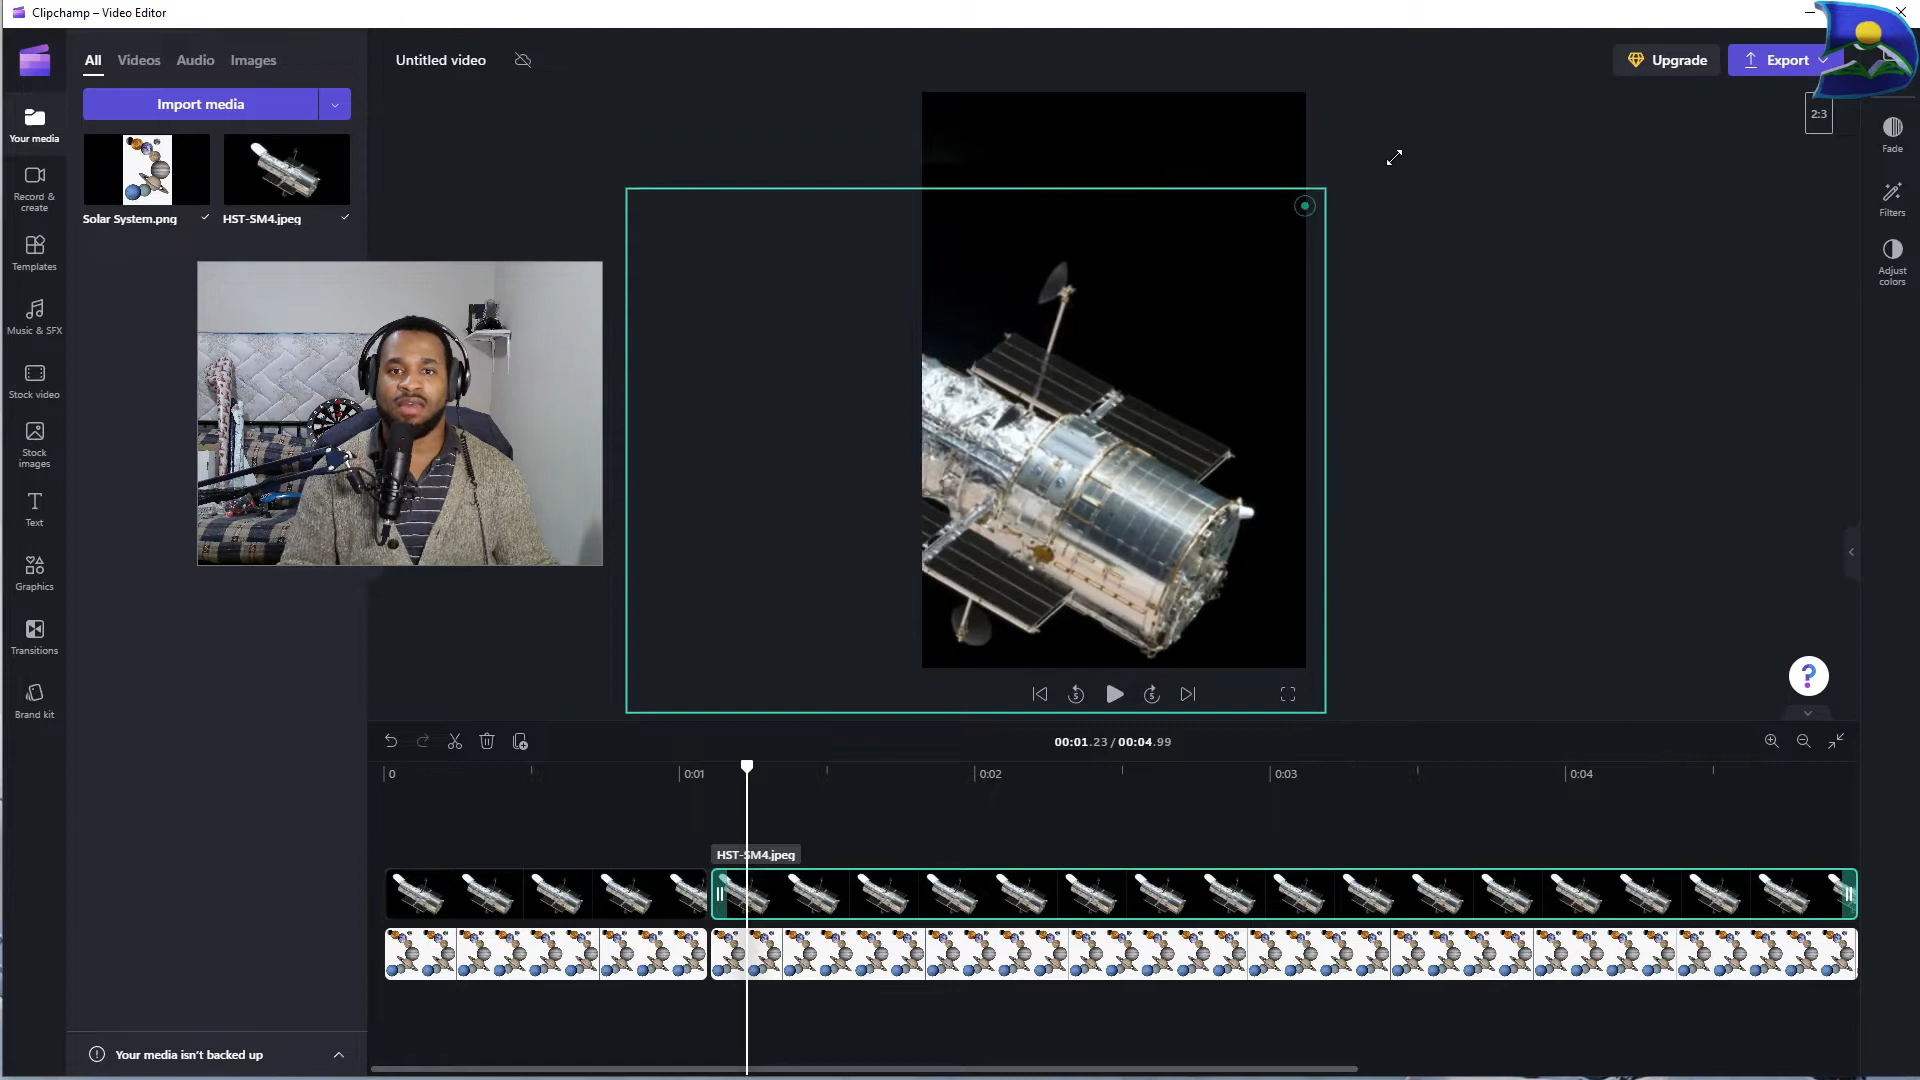 Clipchamp – Video Editor
All Videos Audio Images
Import media
Solar System.png
HST-SM4.jpeg
Your media
Record &
create
Templates
Music & SFX
Stock video
Stock
images
Text
Graphics
Transitions
Brand kit
Your media isn't backed up
Untitled video
Upgrade
Export
2:3
Fade
Filters
Adjust
colors
5
5
?
00:01.23 / 00:04.99
0
0:01
0:02
0:03
0:04
HST-SM4.jpeg